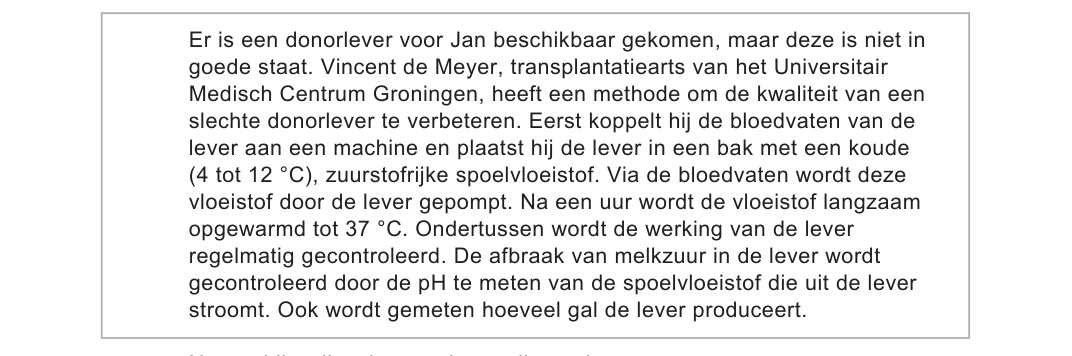 Er is een donorlever voor Jan beschikbaar gekomen, maar deze is niet in
goede staat. Vincent de Meyer, transplantatiearts van het Universitair
Medisch Centrum Groningen, heeft een methode om de kwaliteit van een
slechte donorlever te verbeteren. Eerst koppelt hij de bloedvaten van de
lever aan een machine en plaatst hij de lever in een bak met een koude
(4 tot 12 °C), zuurstofrijke spoelvloeistof. Via de bloedvaten wordt deze
vloeistof door de lever gepompt. Na een uur wordt de vloeistof langzaam
opgewarmd tot 37 °C. Ondertussen wordt de werking van de lever
regelmatig gecontroleerd. De afbraak van melkzuur in de lever wordt
gecontroleerd door de pH te meten van de spoelvloeistof die uit de lever
stroomt. Ook wordt gemeten hoeveel gal de lever produceert.